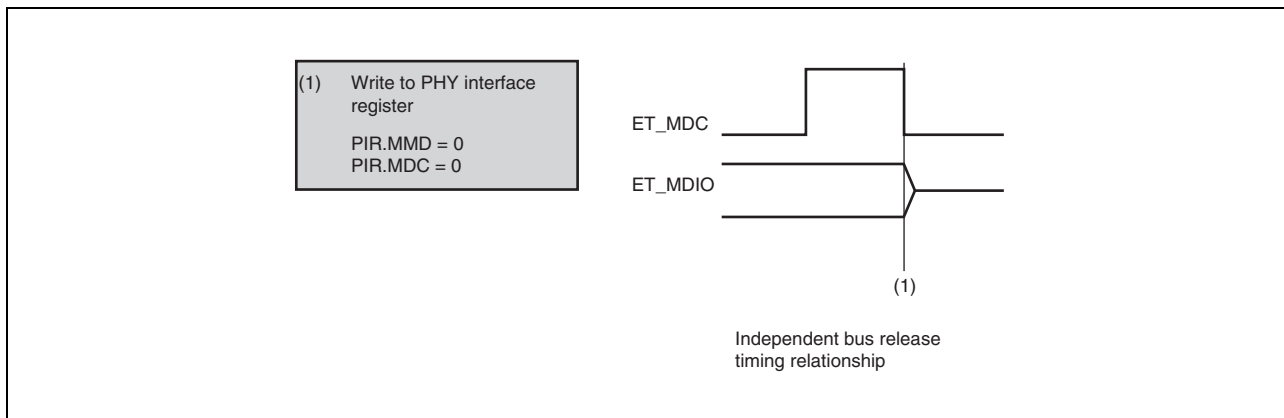 (1) Write to PHY interface
register
PIR.MMD = 0
PIR.MDC = 0
ET_MDC
ET_MDIO
(1)
Independent bus release
timing relationship